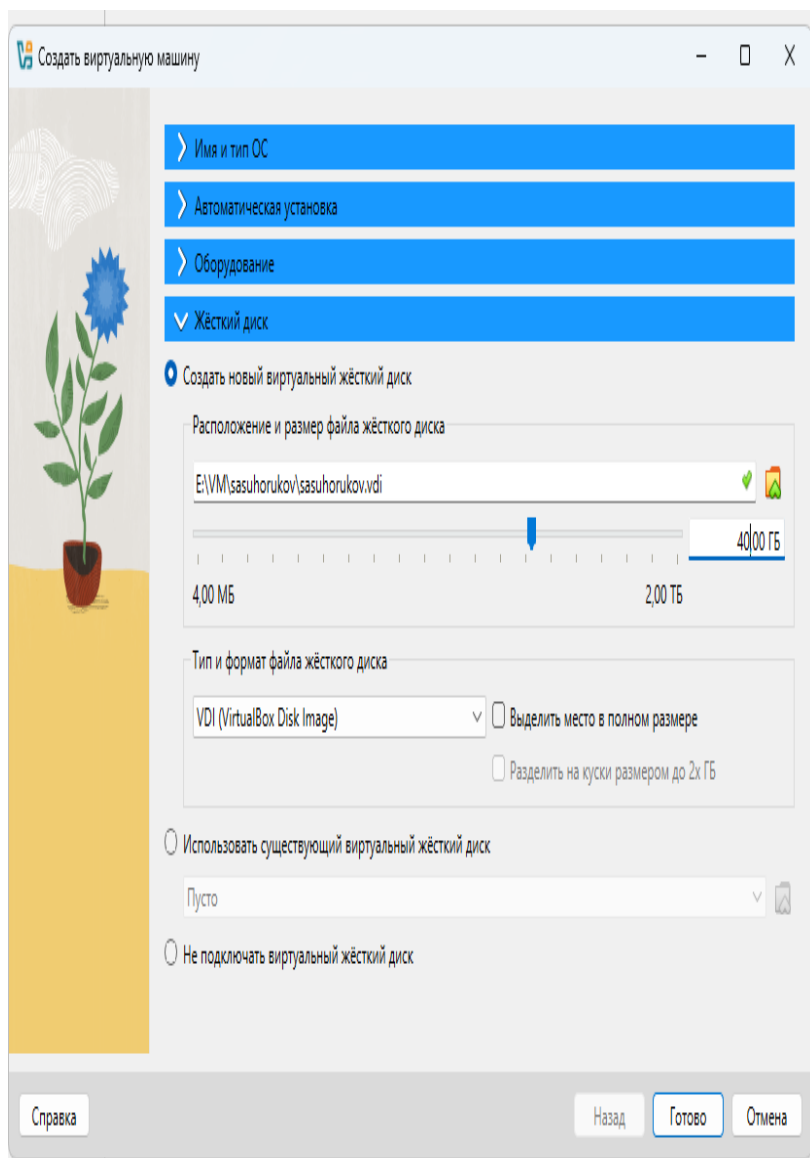 Создать виртуальную машину
Имя и тип ОС
Автоматическая установка
Оборудование
Жёсткий диск
Создать новый виртуальный жёсткий диск
Расположение и размер файла жёсткого диска
E:\VM\sasuhorukov\sasuhorukov.vdi
40,00 ГБ
4,00 МБ 2,00 ТБ
Тип и формат файла жёсткого диска
VDI (VirtualBox Disk Image) Выделить место в полном размере
Разделить на куски размером до 2х ГБ
Использовать существующий виртуальный жёсткий диск
Пусто
Не подключать виртуальный жёсткий диск
Справка Назад Готово Отмена